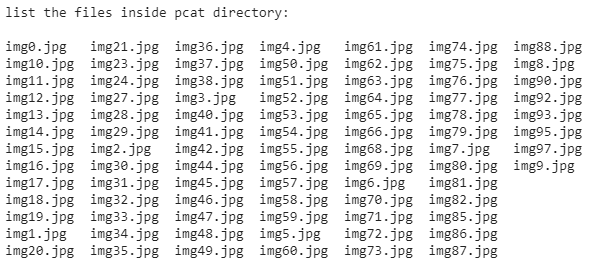 list the files inside pcat directory:
img0.jpg img21.jpg img36.jpg img4.jpg img61.jpg img74.jpg img88.jpg
img10.jpg img23.jpg img37.jpg img50.jpg img62.jpg img75.jpg img8.jpg
img11.jpg img24.jpg img38.jpg img51.jpg img63.jpg img76.jpg img90.jpg
img12.jpg img27.jpg img3.jpg img52.jpg img64.jpg img77.jpg img92.jpg
img13.jpg img28.jpg img40.jpg img53.jpg img65.jpg img78.jpg img93.jpg
img14.jpg img29.jpg img41.jpg img54.jpg img66.jpg img79.jpg img95.jpg
img15.jpg img2.jpg img42.jpg img55.jpg img68.jpg img7.jpg img97.jpg
img16.jpg img30.jpg img44.jpg img56.jpg img69.jpg img80.jpg img9.jpg
img17.jpg img31.jpg img45.jpg img57.jpg img6.jpg img81.jpg
img18.jpg img32.jpg img46.jpg img58.jpg img70.jpg img82.jpg
img19.jpg img33.jpg img47.jpg img59.jpg img71.jpg img85.jpg
img1.jpg img34.jpg img48.jpg img5.jpg img72.jpg img86.jpg
img20.jpg img35.jpg img49.jpg img60.jpg img73.jpg img87.jpg